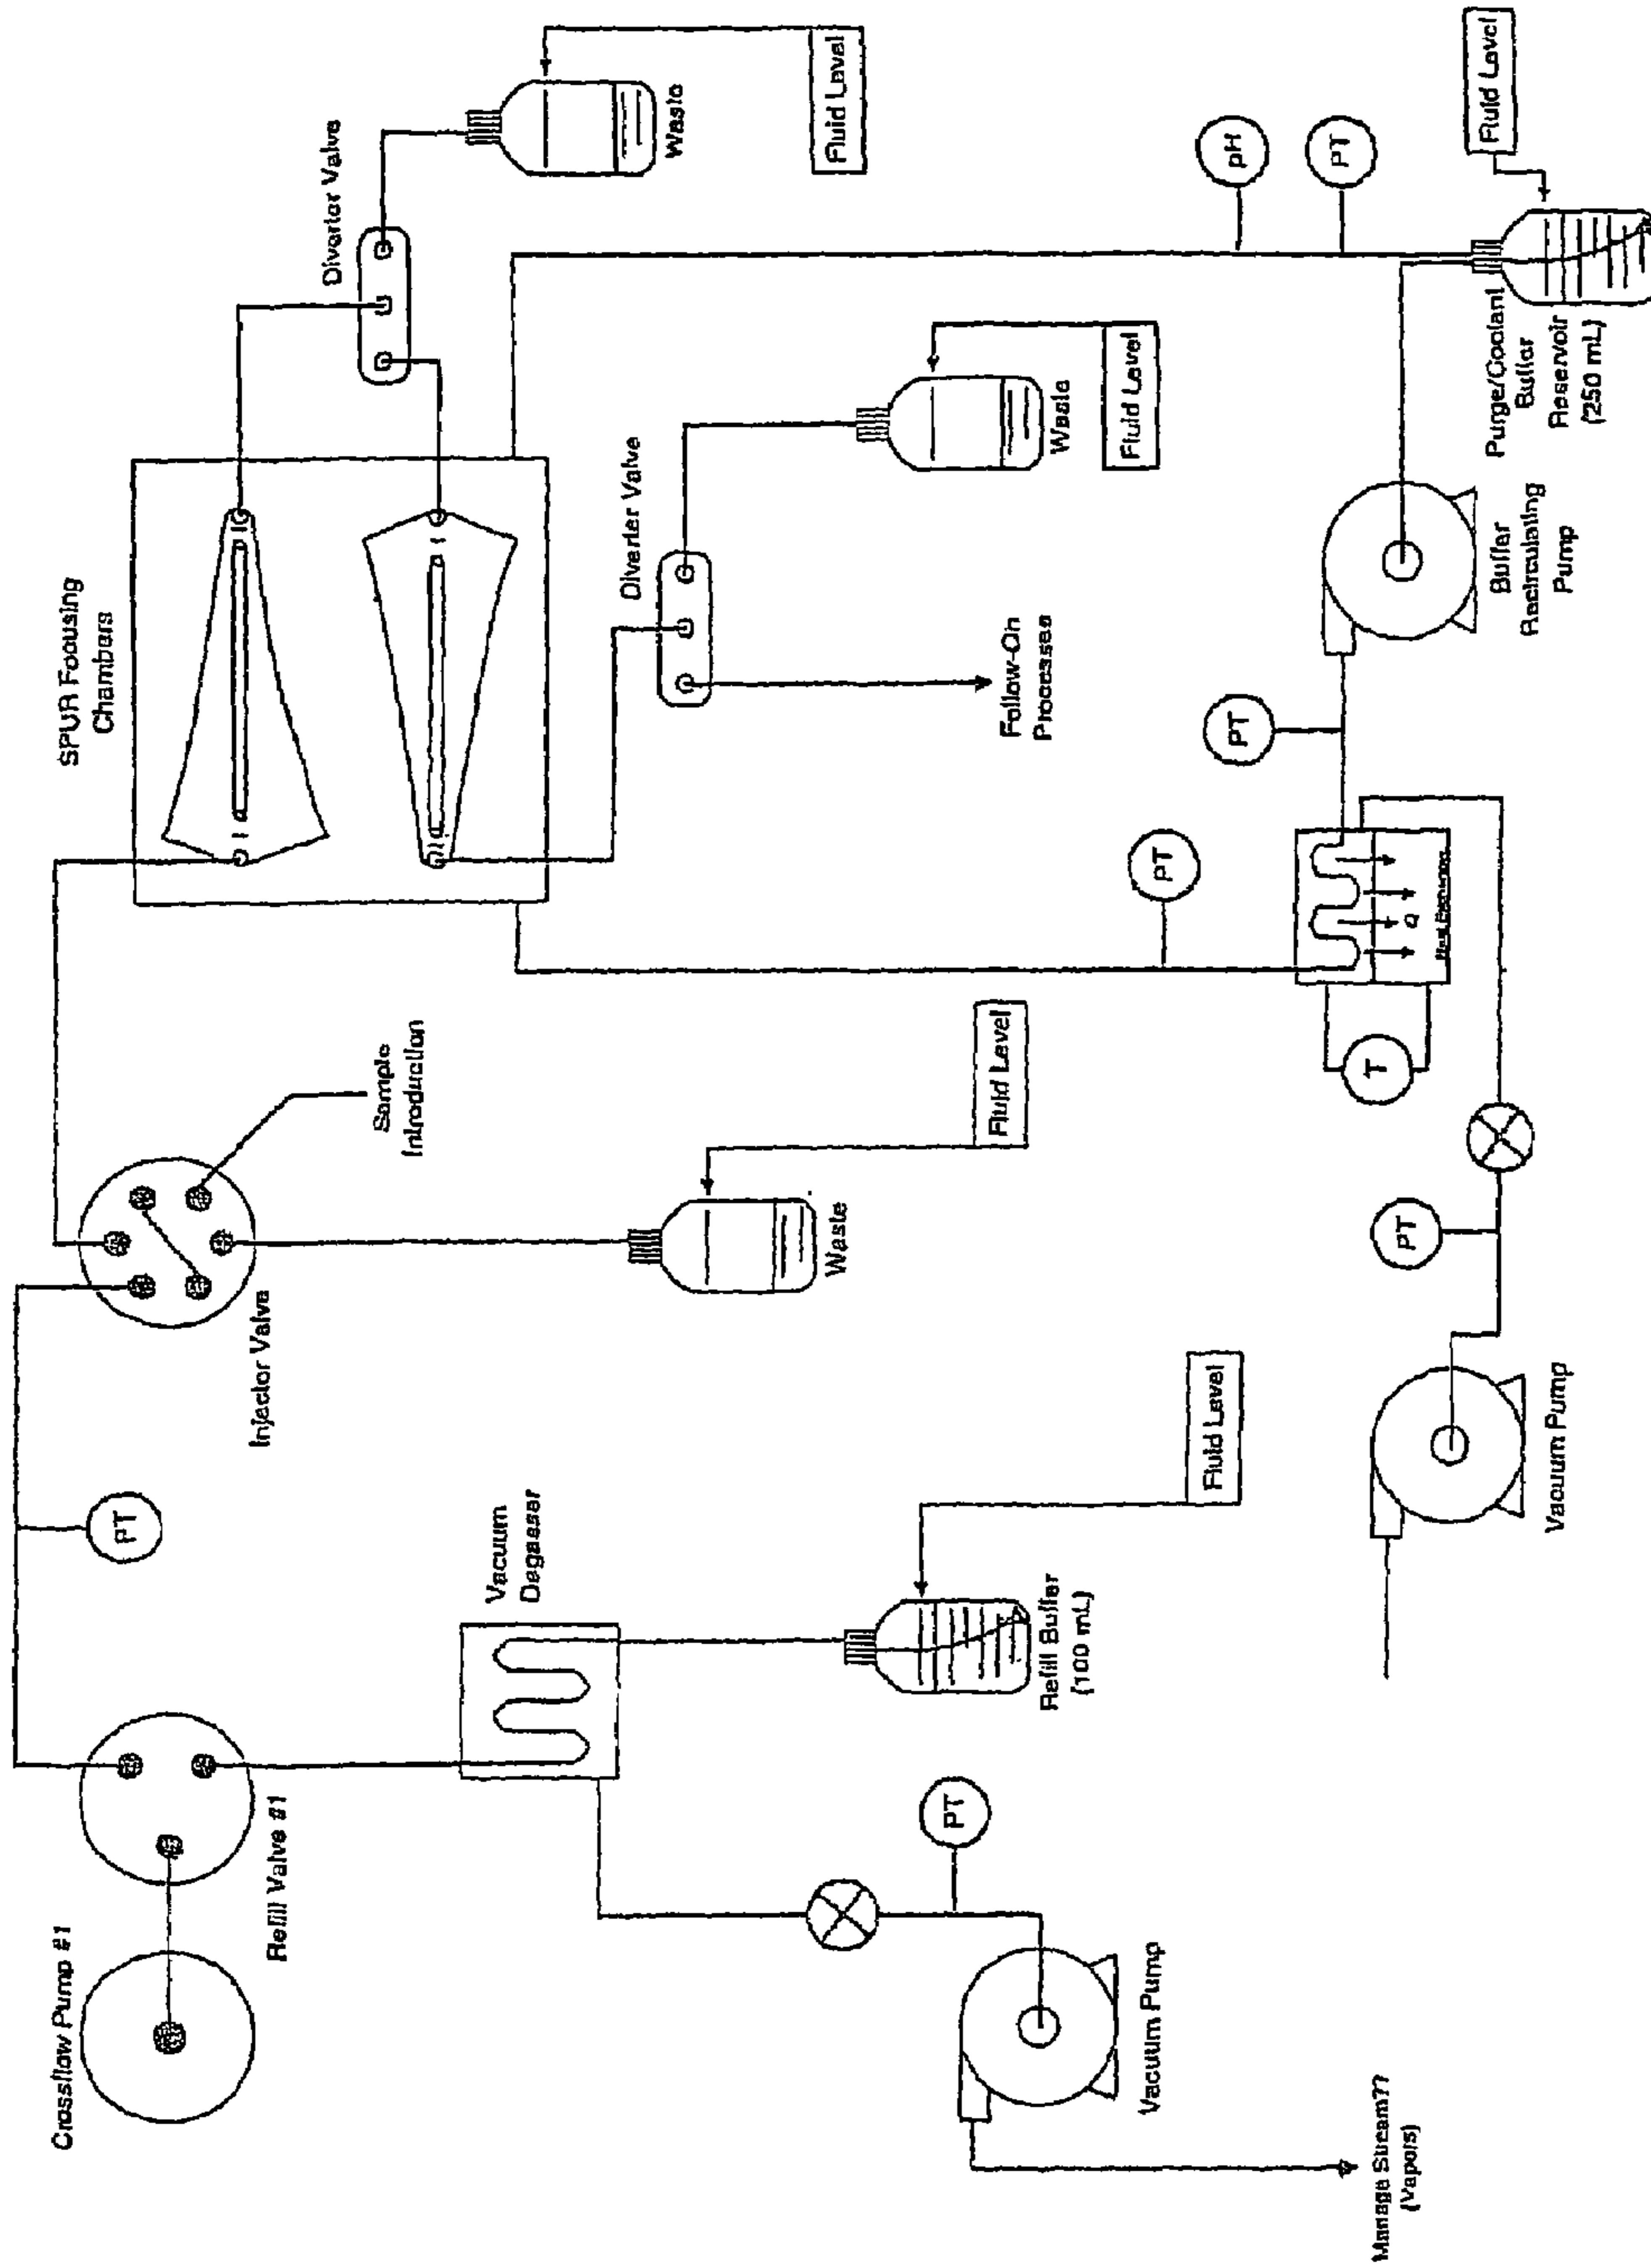 Crossflow Pump #1
Refill Valve #1
PT
Injector Valve
Sample
Introduction
SPUR Focusing
Chambers
Diverter Valve
Waste
Fluid Level
Vacuum
Degasser
Refill Buffer
(100 mL)
Fluid Level
Waste
Fluid Level
Diverter Valve
Follow-On
Processes
Waste
Fluid Level
PT
Vacuum Pump
Manage Stream??
(Vapors)
Vacuum Pump
PT
T
Q
PT
PT
Buffer
Recirculating
Pump
pH
PT
Purge/Coolant
Buffer
Reservoir
(250 mL)
Fluid Level